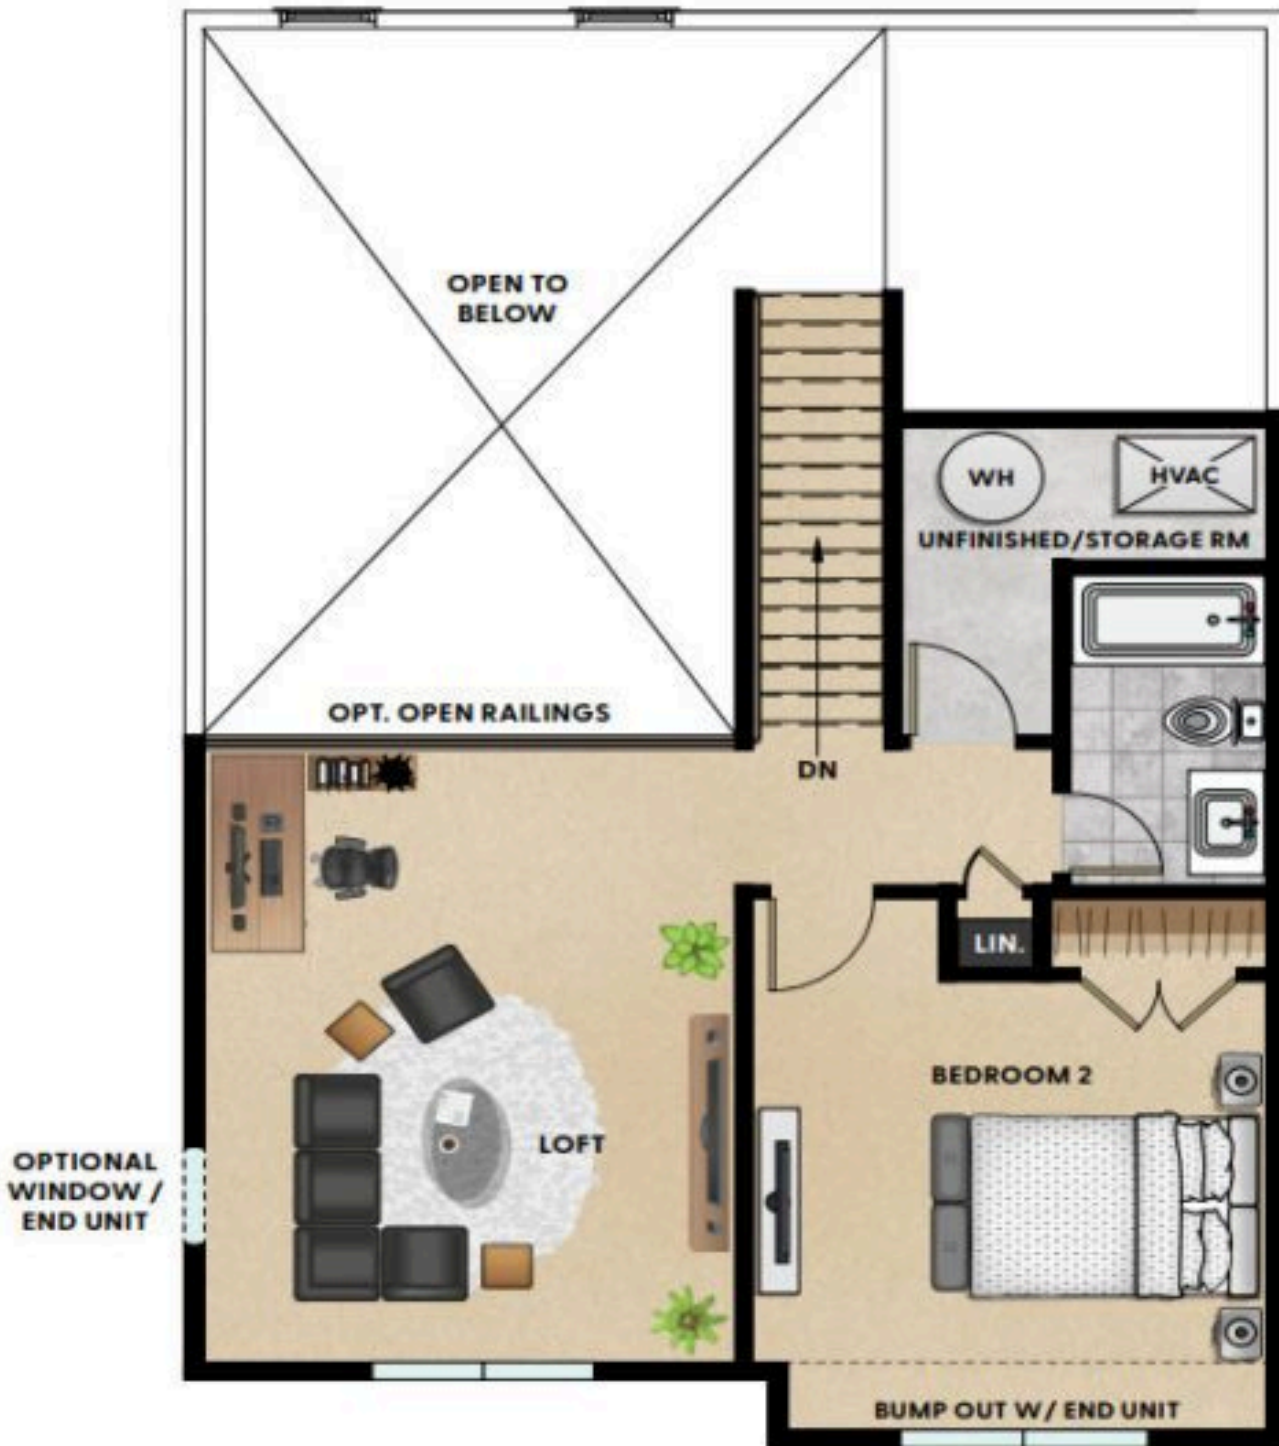 OPEN TO
BELOW
WH
HVAC
UNFINISHED/STORAGE RM
OPT. OPEN RAILINGS
DN
LIN.
BEDROOM 2
LOFT
OPTIONAL
WINDOW /
END UNIT
BUMP OUT W/ END UNIT